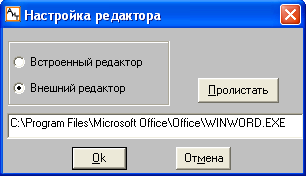 Настройка редактора
Встроенный редактор
Внешний редактор
Пролистать
C:\Program Files\Microsoft Office\Office\WINWORD.EXE
Ok
Отмена